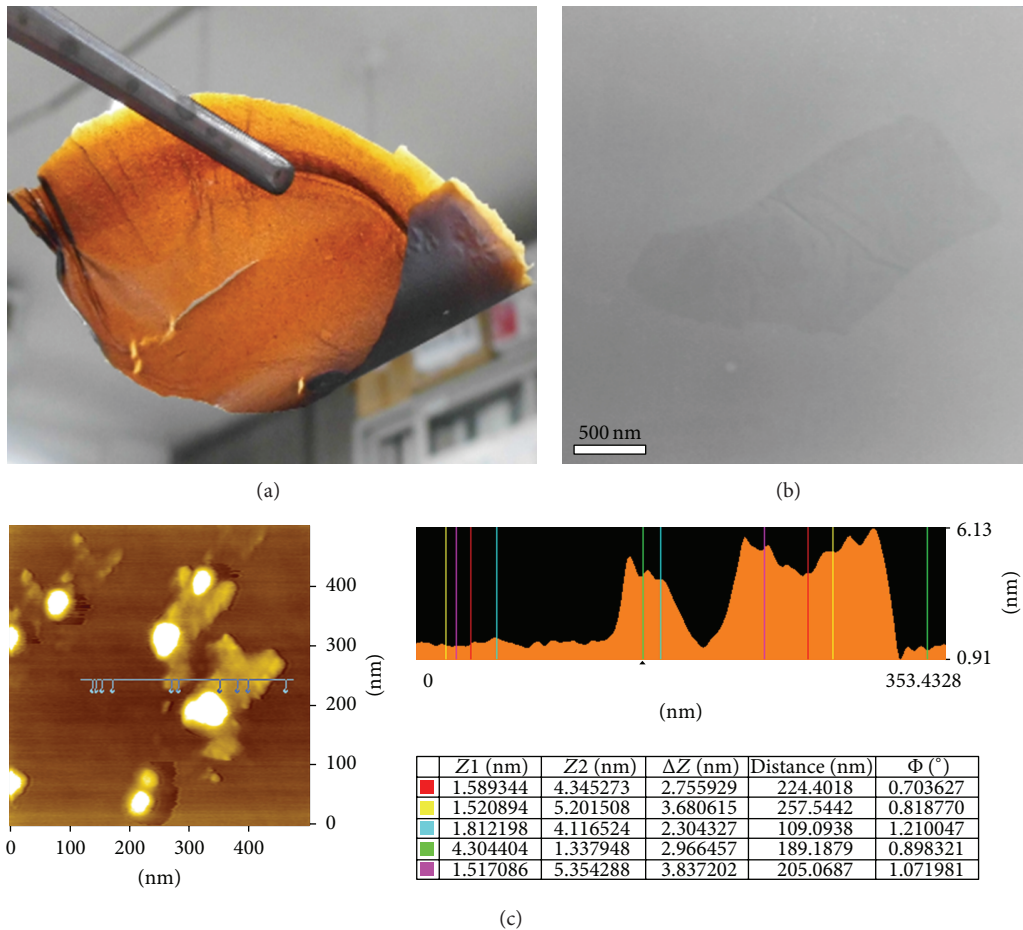 500 nm
(a)
(b)
400
300
200
100
0
(nm)
0 100 200 300 400
(nm)
6.13
0.91
(nm)
0 353.4328
(nm)
Z1 (nm) Z2 (nm) ΔZ (nm) Distance (nm) Φ (°)
1.589344 4.345273 2.755929 224.4018 0.703627
1.520894 5.201508 3.680615 257.5442 0.818770
1.812198 4.116524 2.304327 109.0938 1.210047
4.304404 1.337948 2.966457 189.1879 0.898321
1.517086 5.354288 3.837202 205.0687 1.071981
(c)